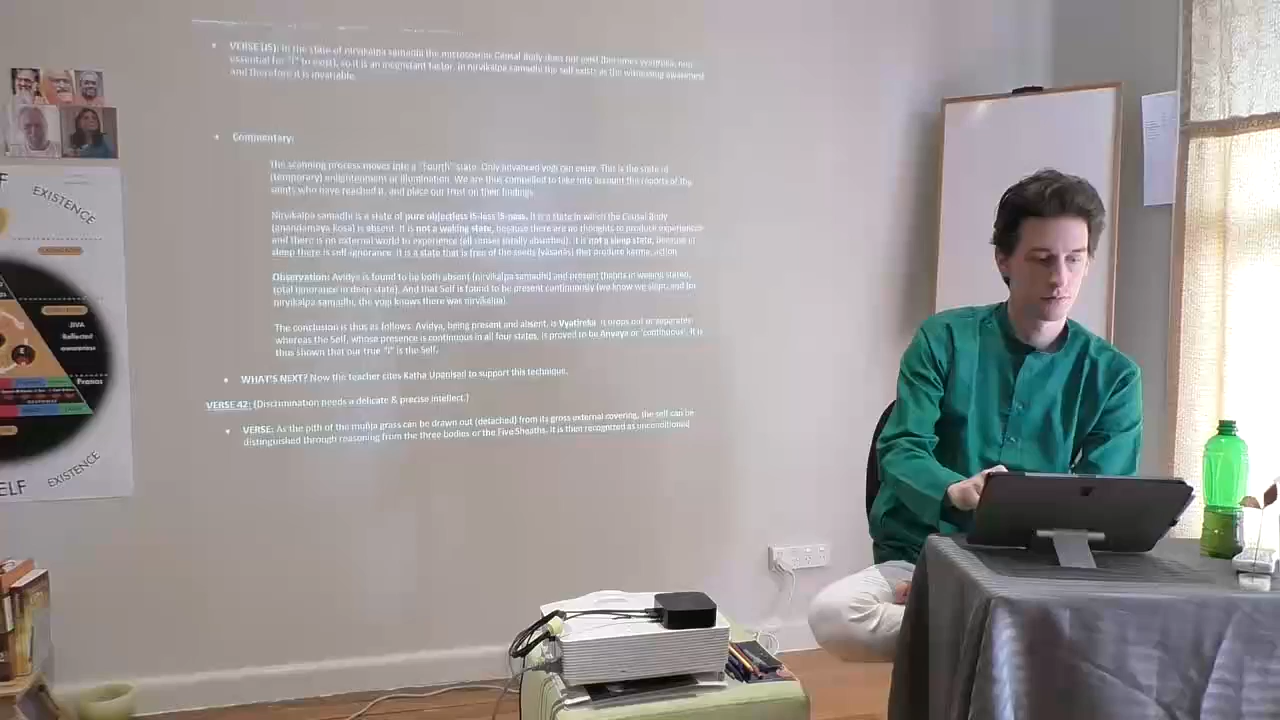 VERSE (JS): In the state of nirvikalpa samadhi the microcosmic Causal Body does not exist (becomes vyatireka, non
essential for "I" to exist), so it is an inconstant factor. In nirvikalpa samadhi the self exists as the witnessing awareness
and therefore it is invariable.
Commentary:
The scanning process moves into a "Fourth" state. Only advanced yogi can enter. This is the state of
(temporary) enlightenment or illumination. We are thus compelled to take into account the reports of the
saints who have reached it, and place our trust on their findings.
Nirvikalpa samadhi is a state of pure objectless IS-less IS-ness. It is a state in which the Causal Body
(anandamaya kosa) is absent. It is not a waking state, because there are no thoughts to produce experiences
and there is no external world to experience (all senses totally absorbed). It is not a sleep state, because in
sleep there is self-ignorance. It is a state that is free of the seeds (vasanas) that produce karma, action
Observation: Avidya is found to be both absent (nirvikalpa samadhi) and present in waking state,
total ignorance in deep state). And that Self is found to be present continuously (we know we slept, and for
nirvikalpa samadhi, the yogi knows there was nirvikalpa).
The conclusion is thus as follows: Avidya, being present and absent, is Vyatireka. It drops out or separates
whereas the Self, whose presence is continuous in all four states, is proved to be Anvaya or 'continuous'. It is
thus shown that our true "I" is the Self.
WHAT'S NEXT? Now the teacher cites Katha Upanisad to support this technique.
VERSE 42: (Discrimination needs a delicate & precise intellect.)
VERSE: As the pith of the muñja grass can be drawn out (detached) from its gross external covering, the self can be
distinguished through reasoning from the three bodies or the Five Sheaths. It is then recognized as unconditioned
EXISTENCE
JIVA
Reflected
awareness
Pranas
EXISTENCE